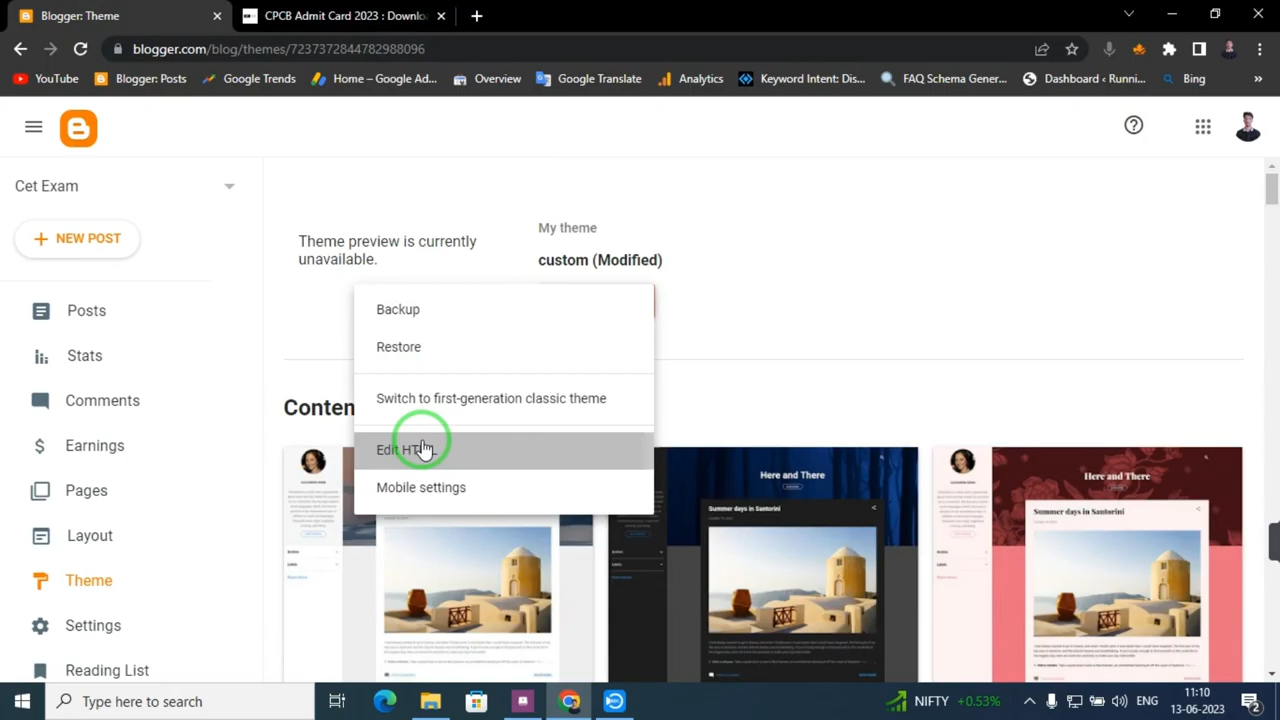 Blogger: Theme
CPCB Admit Card 2023 : Downlo
blogger.com/blog/themes/7237372844782988096
YouTube
Blogger: Posts
Google Trends
Home – Google Ad...
Overview
Google Translate
Analytics
Keyword Intent: Dis...
FAQ Schema Gener...
Dashboard ‹ Runni...
Bing
»
Cet Exam
NEW POST
Posts
Stats
Comments
Earnings
Pages
Layout
Theme
Settings
Reading List
Theme preview is currently
unavailable.
My theme
custom (Modified)
Backup
Restore
Switch to first-generation classic theme
Edit HTML
Mobile settings
Here and There
Summer days in Santorini
Here and There
Summer days in Santorini
Type here to search
NIFTY +0.53%
ENG
11:10
13-06-2023
2